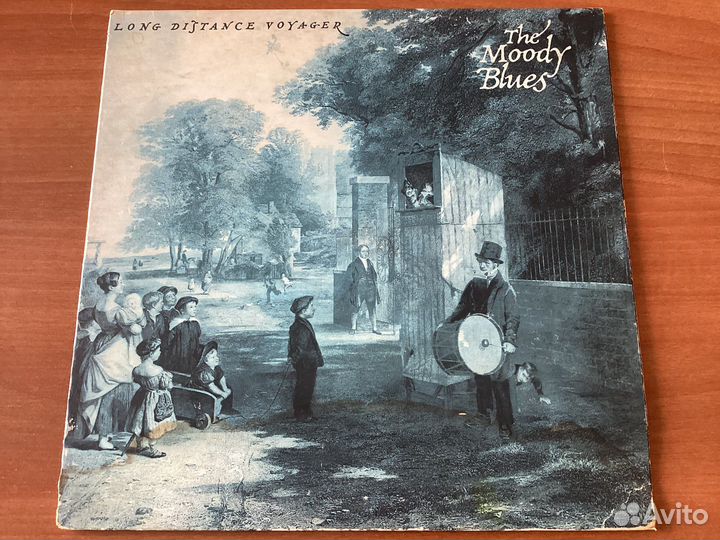 LONG DISTANCE VOYAGER
The
Moody
Blues
Avito